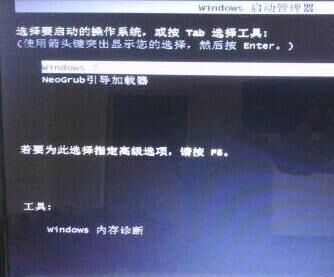 Windows 启动管理器
选择要启动的操作系统，或按 Tab 选择工具：
(使用箭头键突出显示您的选择，然后按 Enter。)
Windows 7
NeoGrub引导加载器
若要为此选择指定高级选项，请按 F8。
工具：
Windows 内存诊断